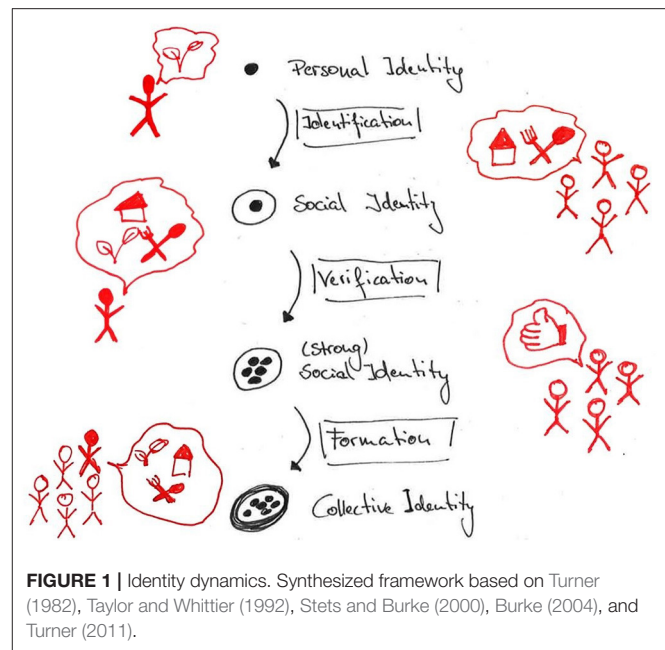 Personal Identity
Identification
Social Identity
Verification
(strong)
Social Identity
Formation
Collective Identity
FIGURE 1 | Identity dynamics. Synthesized framework based on Turner
(1982), Taylor and Whittier (1992), Stets and Burke (2000), Burke (2004), and
Turner (2011).